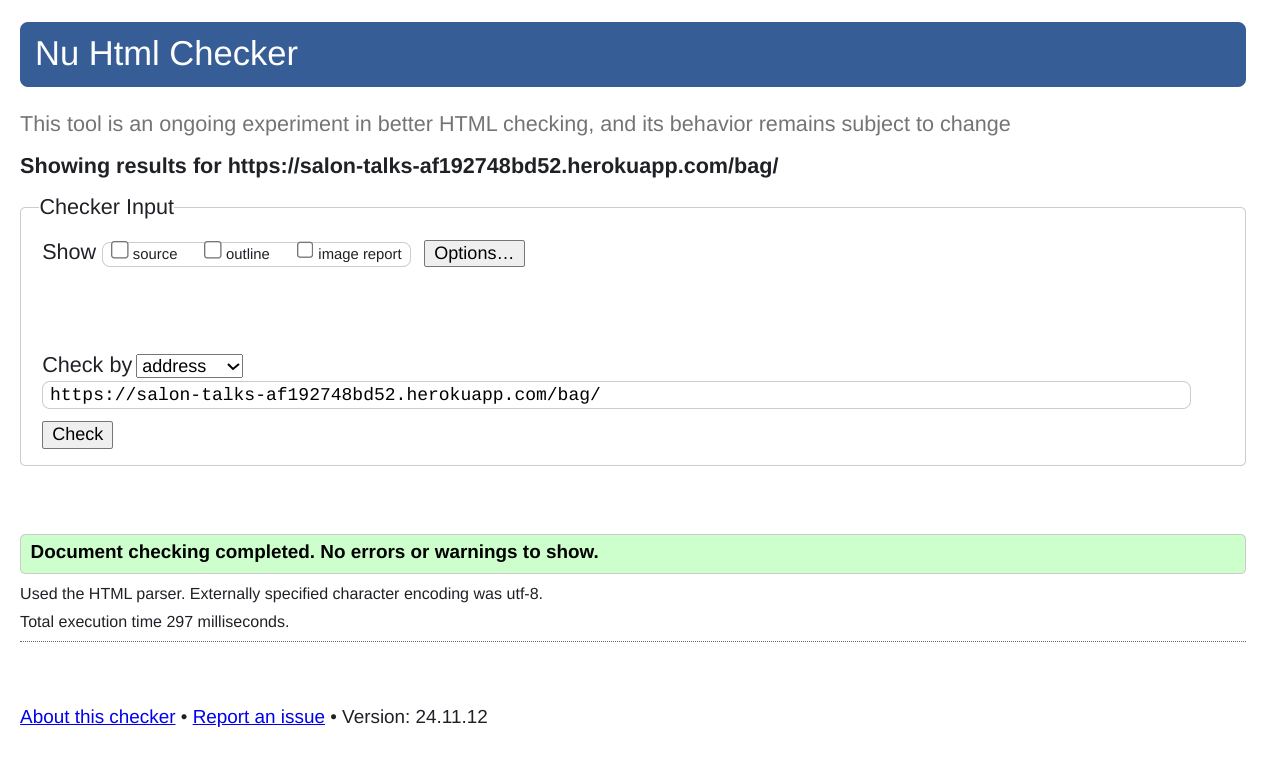 Nu Html Checker
This tool is an ongoing experiment in better HTML checking, and its behavior remains subject to change
Showing results for https://salon-talks-af192748bd52.herokuapp.com/bag/
Checker Input
Show source outline image report Options…
Check by address
https://salon-talks-af192748bd52.herokuapp.com/bag/
Check
Document checking completed. No errors or warnings to show.
Used the HTML parser. Externally specified character encoding was utf-8.
Total execution time 297 milliseconds.
About this checker • Report an issue • Version: 24.11.12